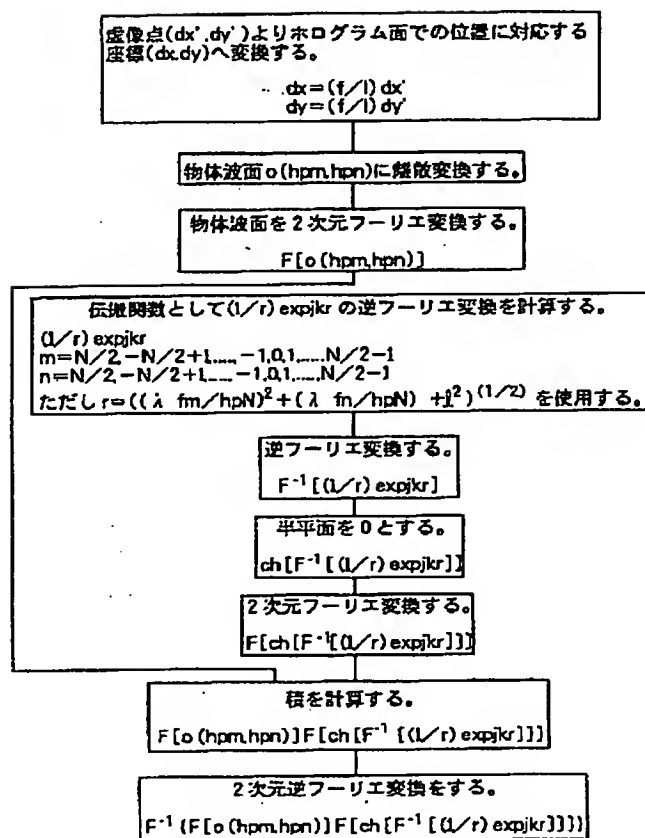 虚像点(dx',dy')よりホログラム面での位置に対応する
座標(dx.dy)へ変換する。
dx=(f/l)dx'
dy=(f/l)dy'
物体波面o(hpm,hpn)に離散変換する。
物体波面を2次元フーリエ変換する。
F[o(hpm,hpn)]
伝搬関数として(1/r)expjkrの逆フーリエ変換を計算する。
(1/r)expjkr
m=N/2,-N/2+1,....,-1,0,1,....,N/2-1
n=N/2,-N/2+1,....,-1,0,1,....,N/2-1
ただしr=((λ fm/hpN)²+(λ fn/hpN) +l²)^(1/2)を使用する。
逆フーリエ変換する。
F⁻¹[(1/r)expjkr]
半平面を0とする。
ch[F⁻¹[(1/r)expjkr]]
2次元フーリエ変換する。
F[ch[F⁻¹[(1/r)expjkr]]]
積を計算する。
F[o(hpm,hpn)]F[ch[F⁻¹[(1/r)expjkr]]]
2次元逆フーリエ変換をする。
F⁻¹{F[o(hpm,hpn)]F[ch[F⁻¹[(1/r)expjkr]]]}